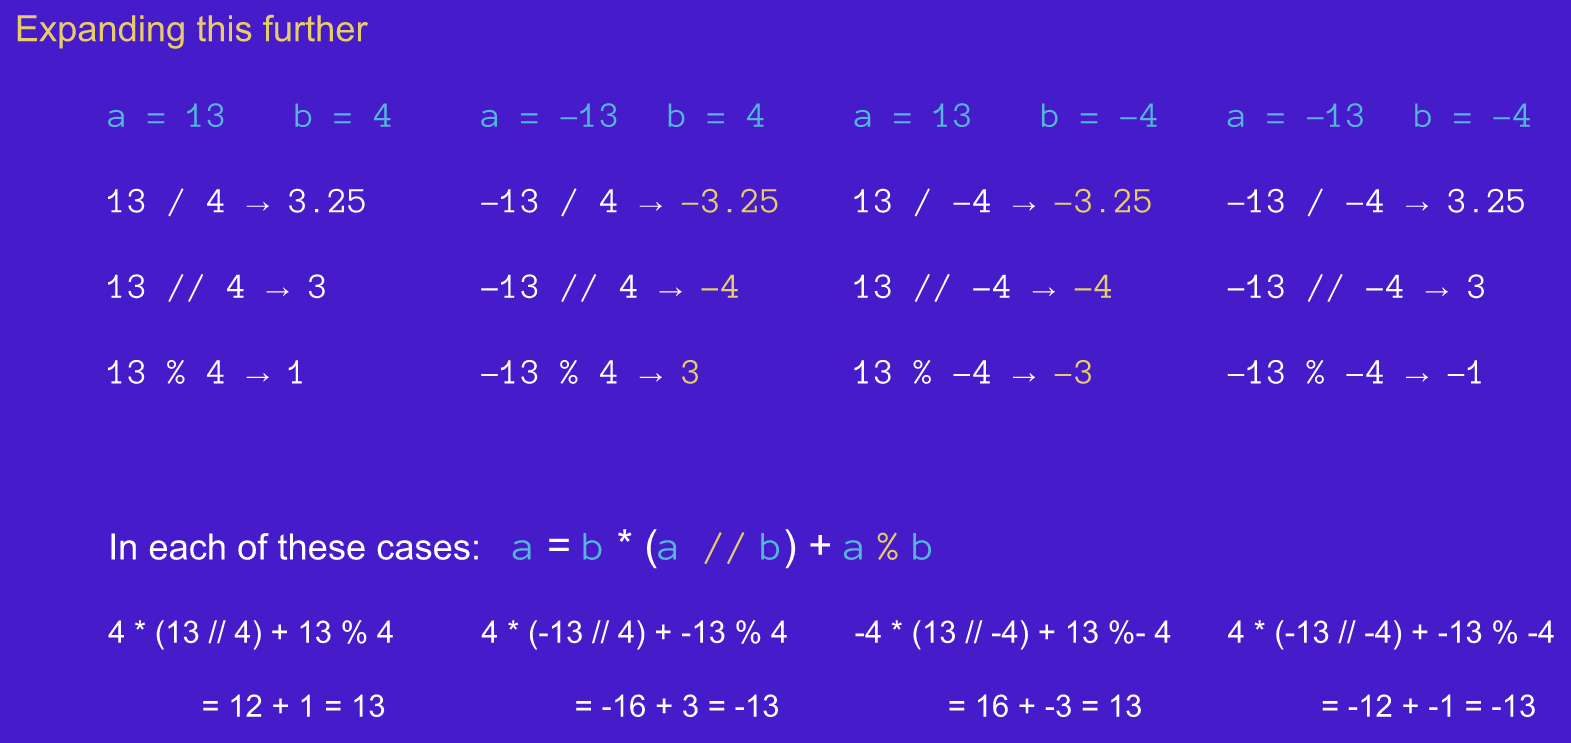 Expanding this further
a = 13 b = 4 a = −13 b = 4 a = 13 b = −4 a = −13 b = −4
13 / 4 → 3.25 −13 / 4 → −3.25 13 / −4 → −3.25 −13 / −4 → 3.25
13 // 4 → 3 −13 // 4 → −4 13 // −4 → −4 −13 // −4 → 3
13 % 4 → 1 −13 % 4 → 3 13 % −4 → −3 −13 % −4 → −1
In each of these cases: a = b * (a // b) + a % b
4 * (13 // 4) + 13 % 4 4 * (-13 // 4) + -13 % 4 -4 * (13 // -4) + 13 %- 4 4 * (-13 // -4) + -13 % -4
= 12 + 1 = 13 = -16 + 3 = -13 = 16 + -3 = 13 = -12 + -1 = -13